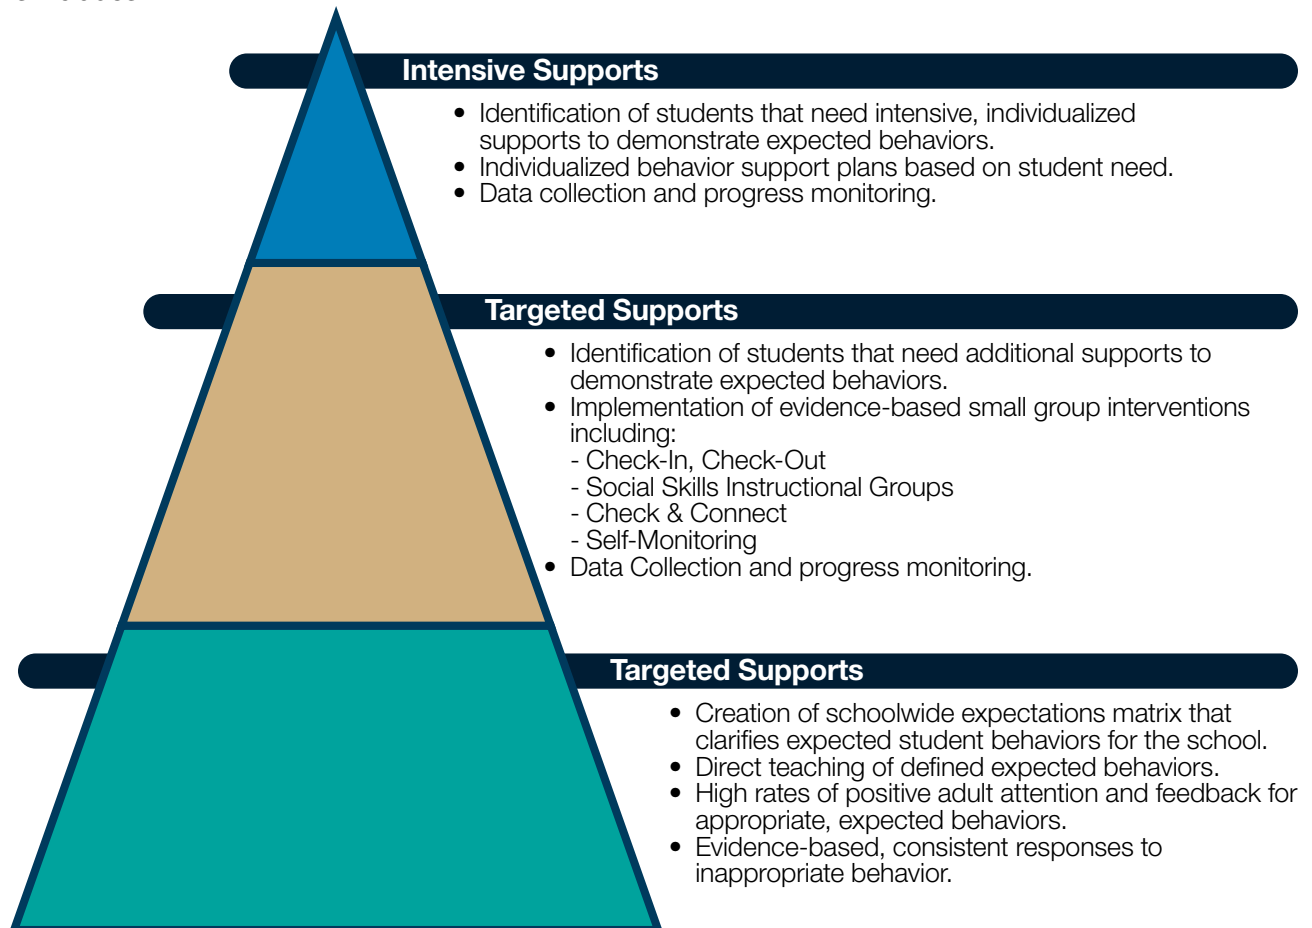 Intensive Supports
• Identification of students that need intensive, individualized
supports to demonstrate expected behaviors.
• Individualized behavior support plans based on student need.
• Data collection and progress monitoring.
Targeted Supports
• Identification of students that need additional supports to
demonstrate expected behaviors.
• Implementation of evidence-based small group interventions
including:
- Check-In, Check-Out
- Social Skills Instructional Groups
- Check & Connect
- Self-Monitoring
• Data Collection and progress monitoring.
Targeted Supports
• Creation of schoolwide expectations matrix that
clarifies expected student behaviors for the school.
• Direct teaching of defined expected behaviors.
• High rates of positive adult attention and feedback for
appropriate, expected behaviors.
• Evidence-based, consistent responses to
inappropriate behavior.